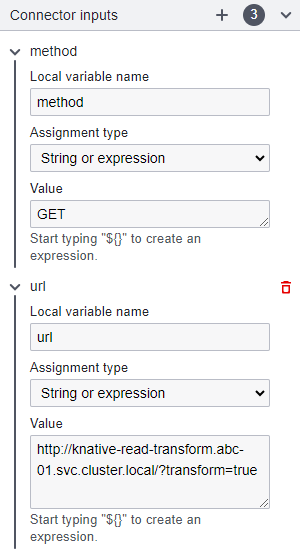 Connector inputs
3
method
Local variable name
method
Assignment type
String or expression
Value
GET
Start typing "${}" to create an
expression.
url
Local variable name
url
Assignment type
String or expression
Value
http://knative-read-transform.abc-
01.svc.cluster.local/?transform=true
Start typing "${}" to create an
expression.